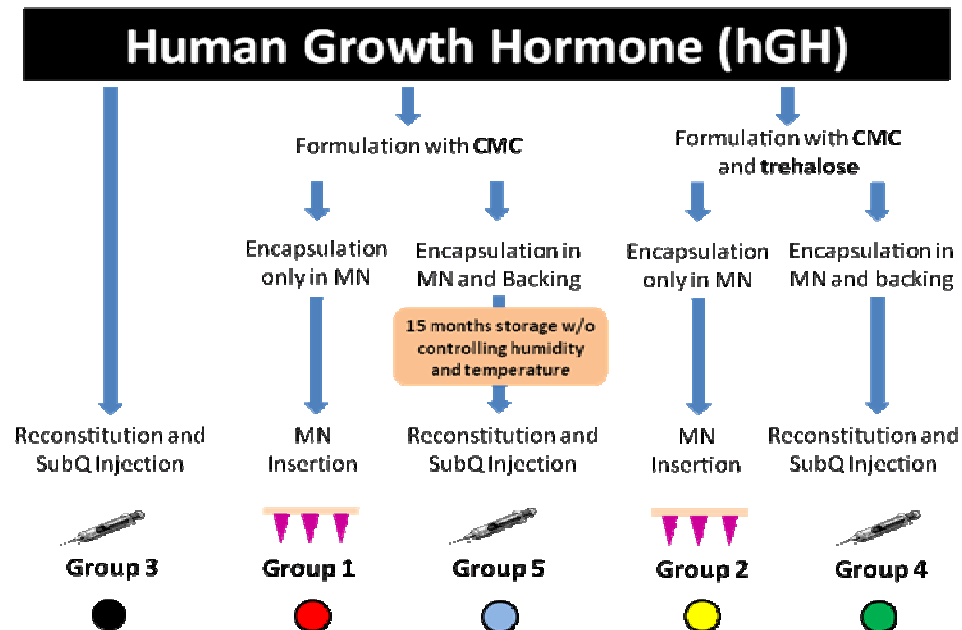 Human Growth Hormone (hGH)
Formulation with CMC
Formulation with CMC
and trehalose
Encapsulation
only in MN
Encapsulation in
MN and Backing
Encapsulation
only in MN
Encapsulation in
MN and backing
15 months storage w/o
controlling humidity
and temperature
Reconstitution and
SubQ Injection
MN
Insertion
Reconstitution and
SubQ Injection
MN
Insertion
Reconstitution and
SubQ Injection
Group 3
Group 1
Group 5
Group 2
Group 4